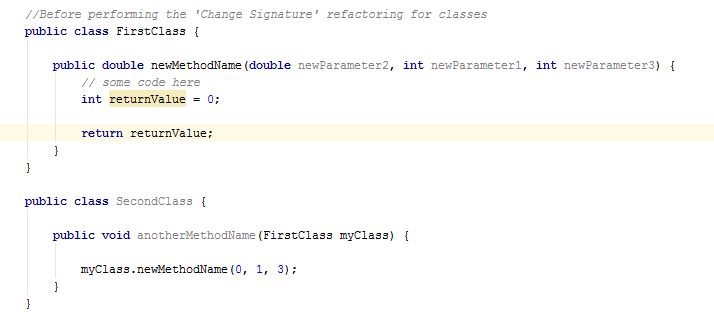 //Before performing the 'Change Signature' refactoring for classes
public class FirstClass {
public double newMethodName(double newParameter2, int newParameter1, int newParameter3) {
// some code here
int returnValue = 0;
return returnValue;
}
}
public class SecondClass {
public void anotherMethodName(FirstClass myClass) {
myClass.newMethodName(0, 1, 3);
}
}